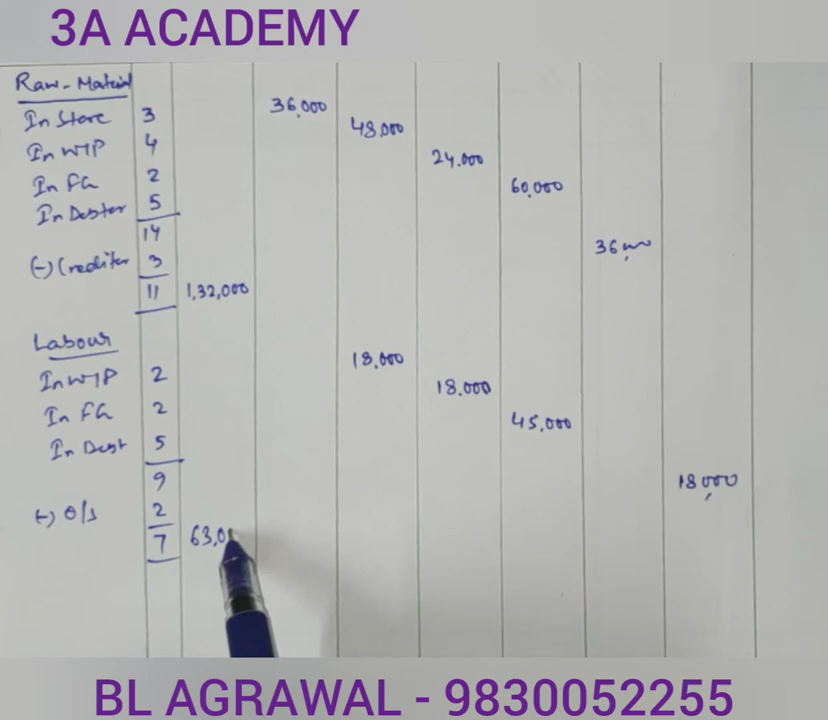 3A ACADEMY
Raw-Material
In Store 3 36,000
In WIP 4 48,000
In FG 2 24,000
In Debtor 5 60,000
14
(-) Creditor 3 36,000
11 1,32,000
Labour
In WIP 2 18,000
In FG 2 18,000
In Debt 5 45,000
9
(-) O/s 2 18,000
7 63,0
BL AGRAWAL - 9830052255